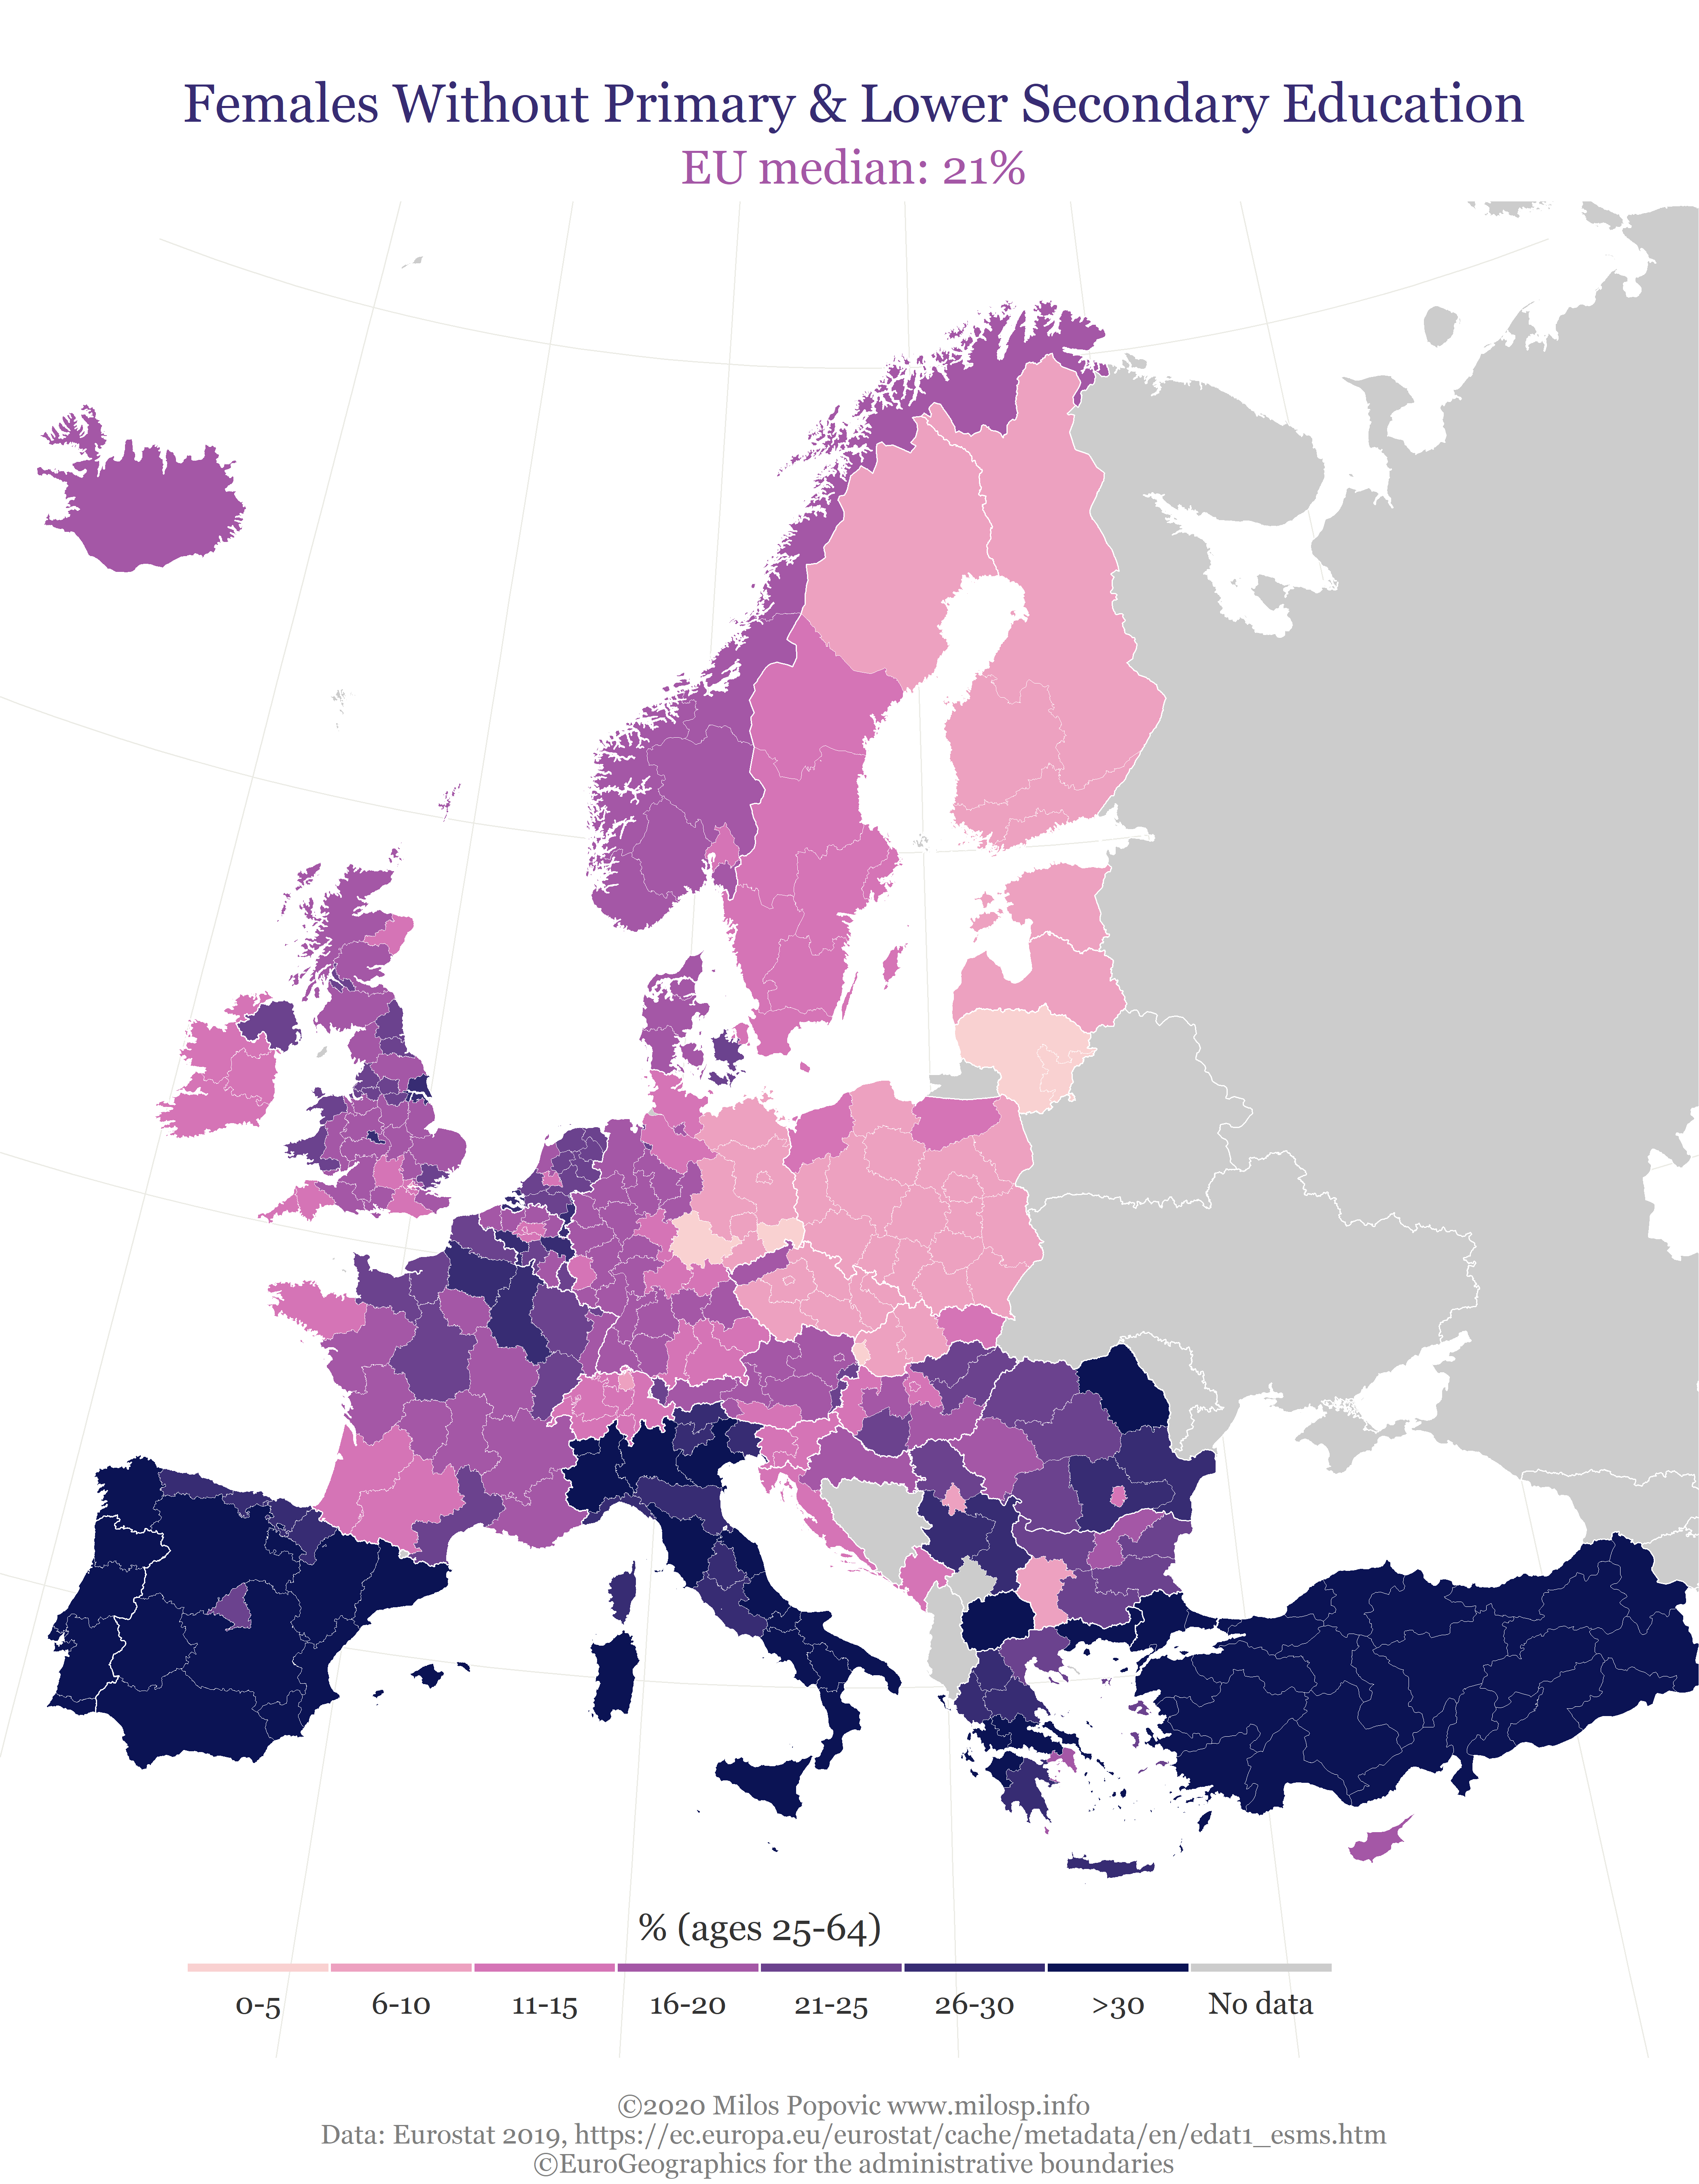 Females Without Primary & Lower Secondary Education
EU median: 21%
% (ages 25-64)
0-5
6-10
11-15
16-20
21-25
26-30
>30
No data
©2020 Milos Popovic www.milosp.info
Data: Eurostat 2019, https://ec.europa.eu/eurostat/cache/metadata/en/edat1_esms.htm
©EuroGeographics for the administrative boundaries